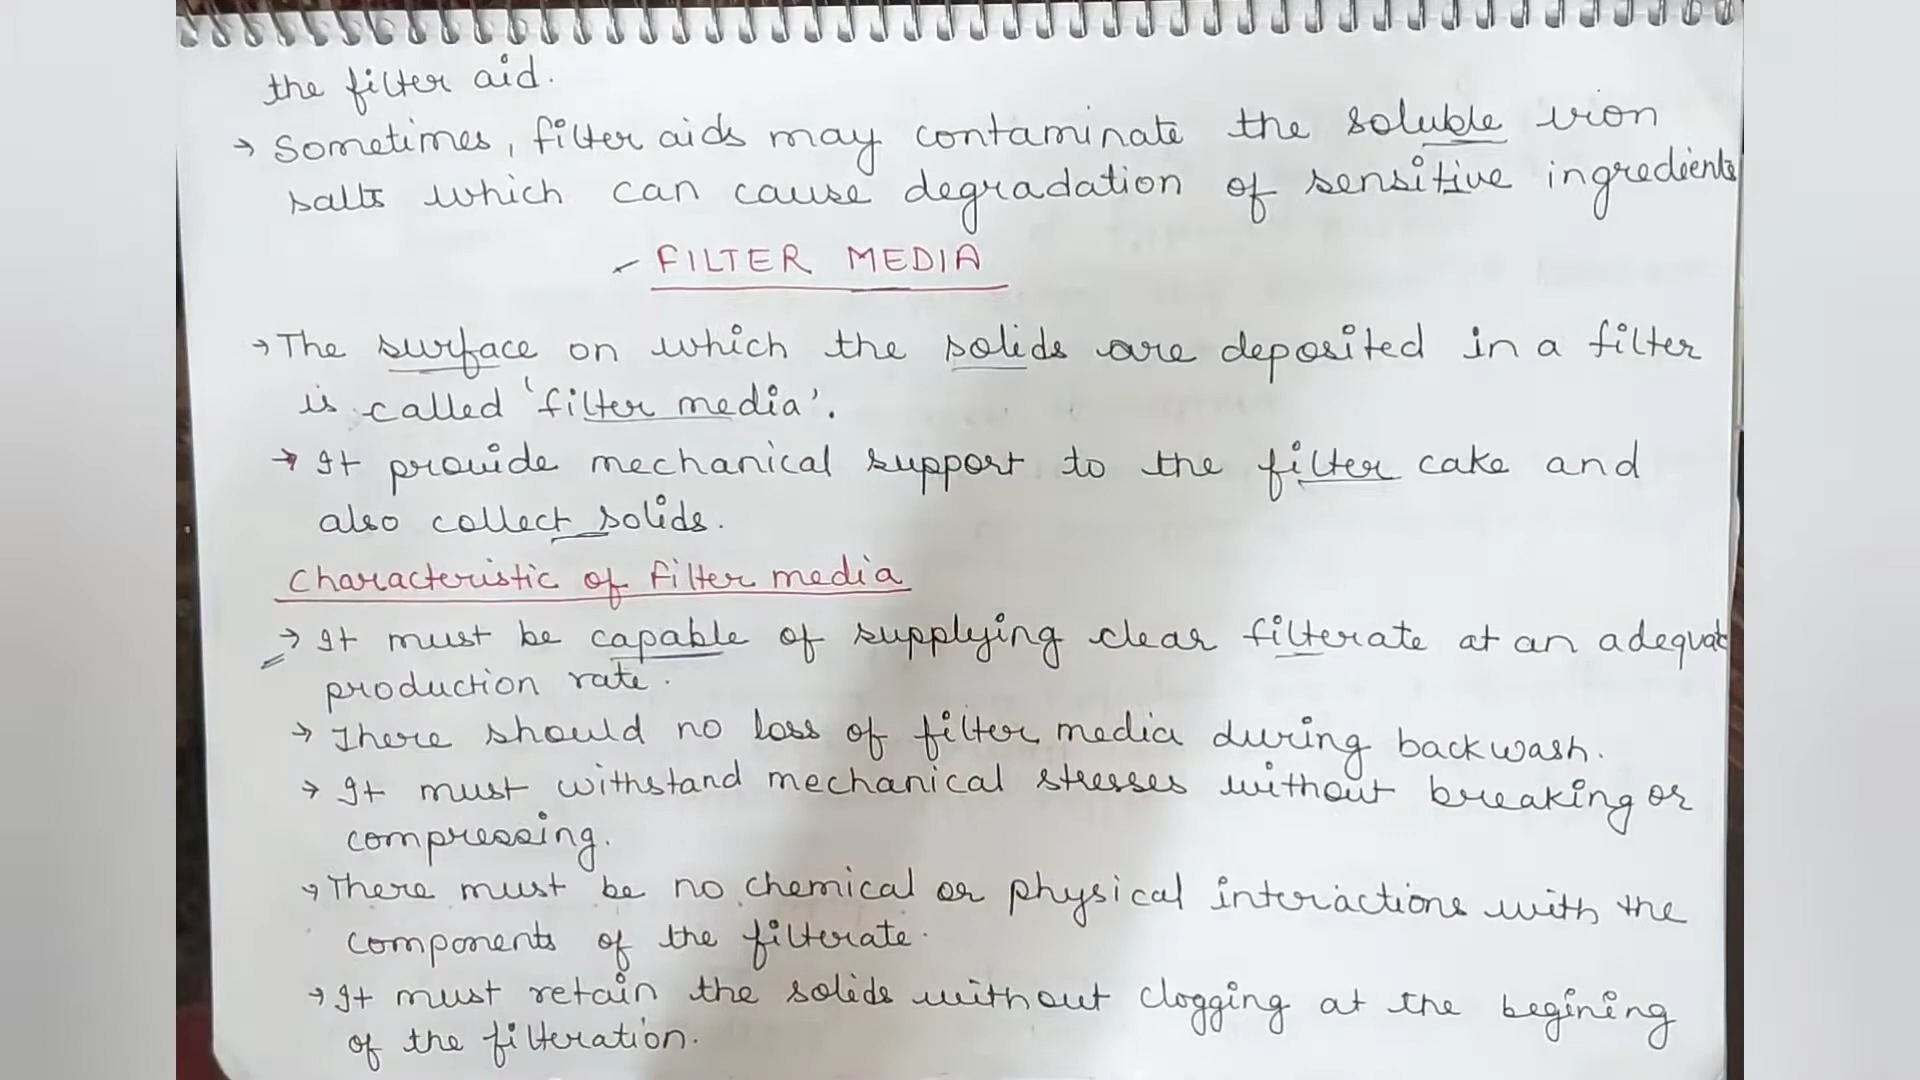 the filter aid.
→ Sometimes, filter aids may contaminate the soluble iron
salts which can cause degradation of sensitive ingredients
FILTER MEDIA
→ The surface on which the solids are deposited in a filter
is called 'filter media'.
→ It provide mechanical support to the filter cake and
also collect solids.
Characteristic of filter media
→ It must be capable of supplying clear filterate at an adequat
production rate.
→ There should no loss of filter media during backwash.
→ It must withstand mechanical stresses without breaking or
compressing.
→ There must be no chemical or physical interactions with the
components of the filterate.
→ It must retain the solids without clogging at the begining
of the filteration.